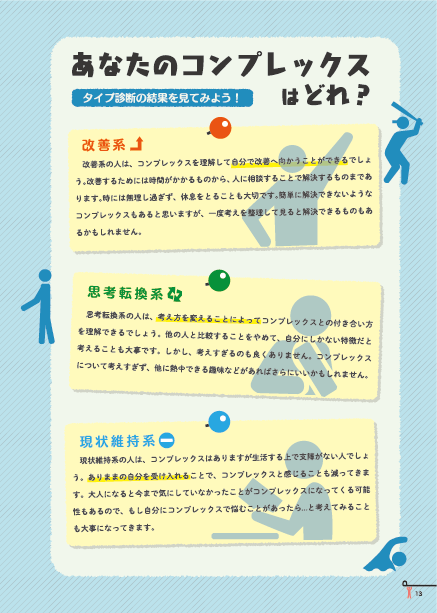 あなたのコンプレックス
はどれ？
タイプ診断の結果を見てみよう！
改善系
改善系の人は、コンプレックスを理解して自分で改善へ向かうことができるでしょ
う。改善するためには時間がかかるものから、人に相談することで解決するものまであ
ります。時には無理し過ぎず、休息をとることも大切です。簡単に解決できないような
コンプレックスもあると思いますが、一度考えを整理して見ると解決できるものもあ
るかもしれません。
思考転換系
思考転換系の人は、考え方を変えることによってコンプレックスとの付き合い方
を理解できるでしょう。他の人と比較することをやめて、自分にしかない特徴だと
考えることも大事です。しかし、考えすぎるのも良くありません。コンプレックス
について考えすぎず、他に熱中できる趣味などがあればさらにいいかもしれません。
現状維持系
現状維持系の人は、コンプレックスはありますが生活する上で支障がない人でしょ
う。ありままの自分を受け入れることで、コンプレックスと感じることも減ってきま
す。大人になると今まで気にしていなかったことがコンプレックスになってくる可能
性もあるので、もし自分にコンプレックスで悩むことがあったら…と考えてみること
も大事になってきます。
13